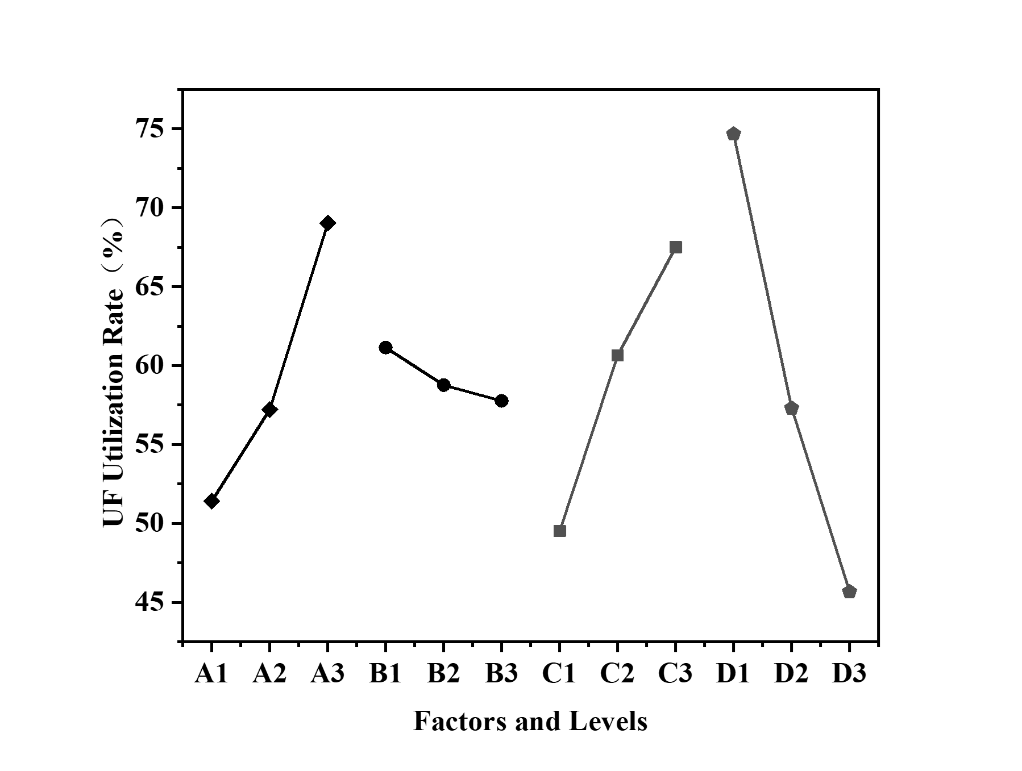 UF Utilization Rate（%）
75
70
65
60
55
50
45
A1 A2 A3 B1 B2 B3 C1 C2 C3 D1 D2 D3
Factors and Levels